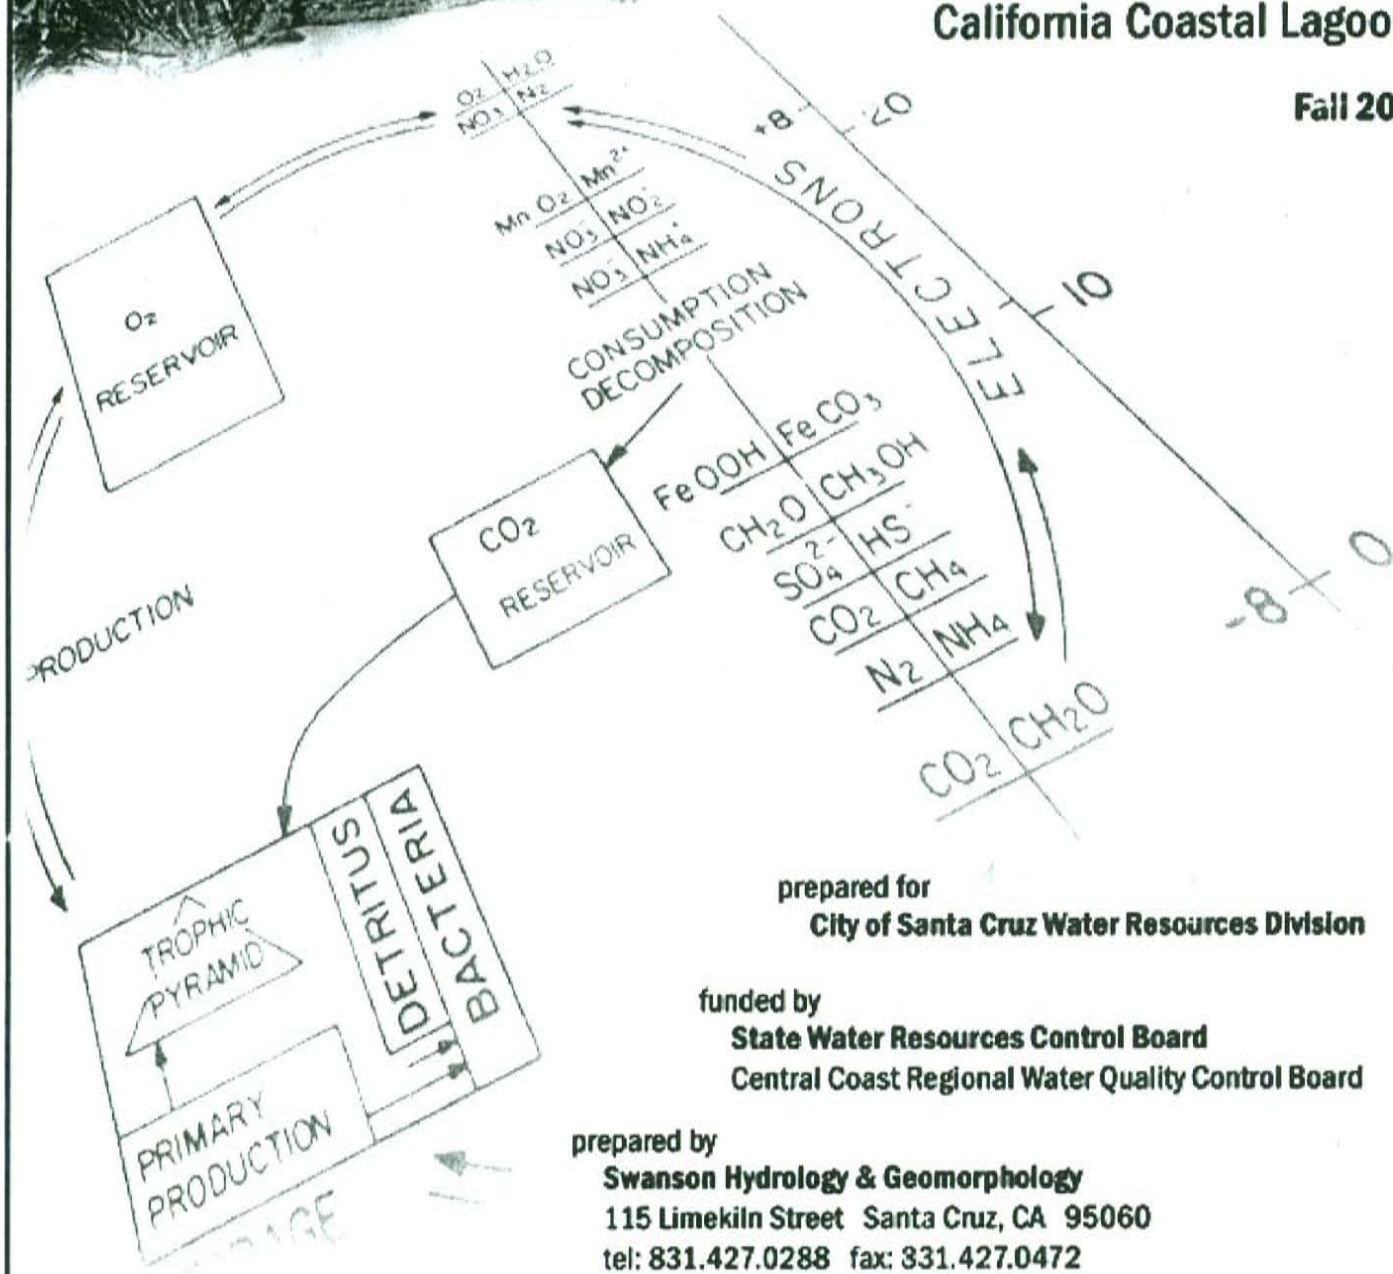 California Coastal Lagoo
Fall 20
O₂ H₂O
NO₃ N₂
+8 20
MnO₂ Mn²⁺
NO₃⁻ NO₂⁻
NO₃⁻ NH₄⁺
ELECTRONS
10
O₂
RESERVOIR
CONSUMPTION
DECOMPOSITION
FeOOH FeCO₃
CH₂O CH₃OH
SO₄²⁻ HS⁻
CO₂ CH₄
N₂ NH₄
CO₂ CH₂O
-8 0
CO₂
RESERVOIR
PRODUCTION
TROPHIC
PYRAMID
DETRITUS
BACTERIA
PRIMARY
PRODUCTION
prepared for
City of Santa Cruz Water Resources Division
funded by
State Water Resources Control Board
Central Coast Regional Water Quality Control Board
prepared by
Swanson Hydrology & Geomorphology
115 Limekiln Street Santa Cruz, CA 95060
tel: 831.427.0288 fax: 331.427.0472